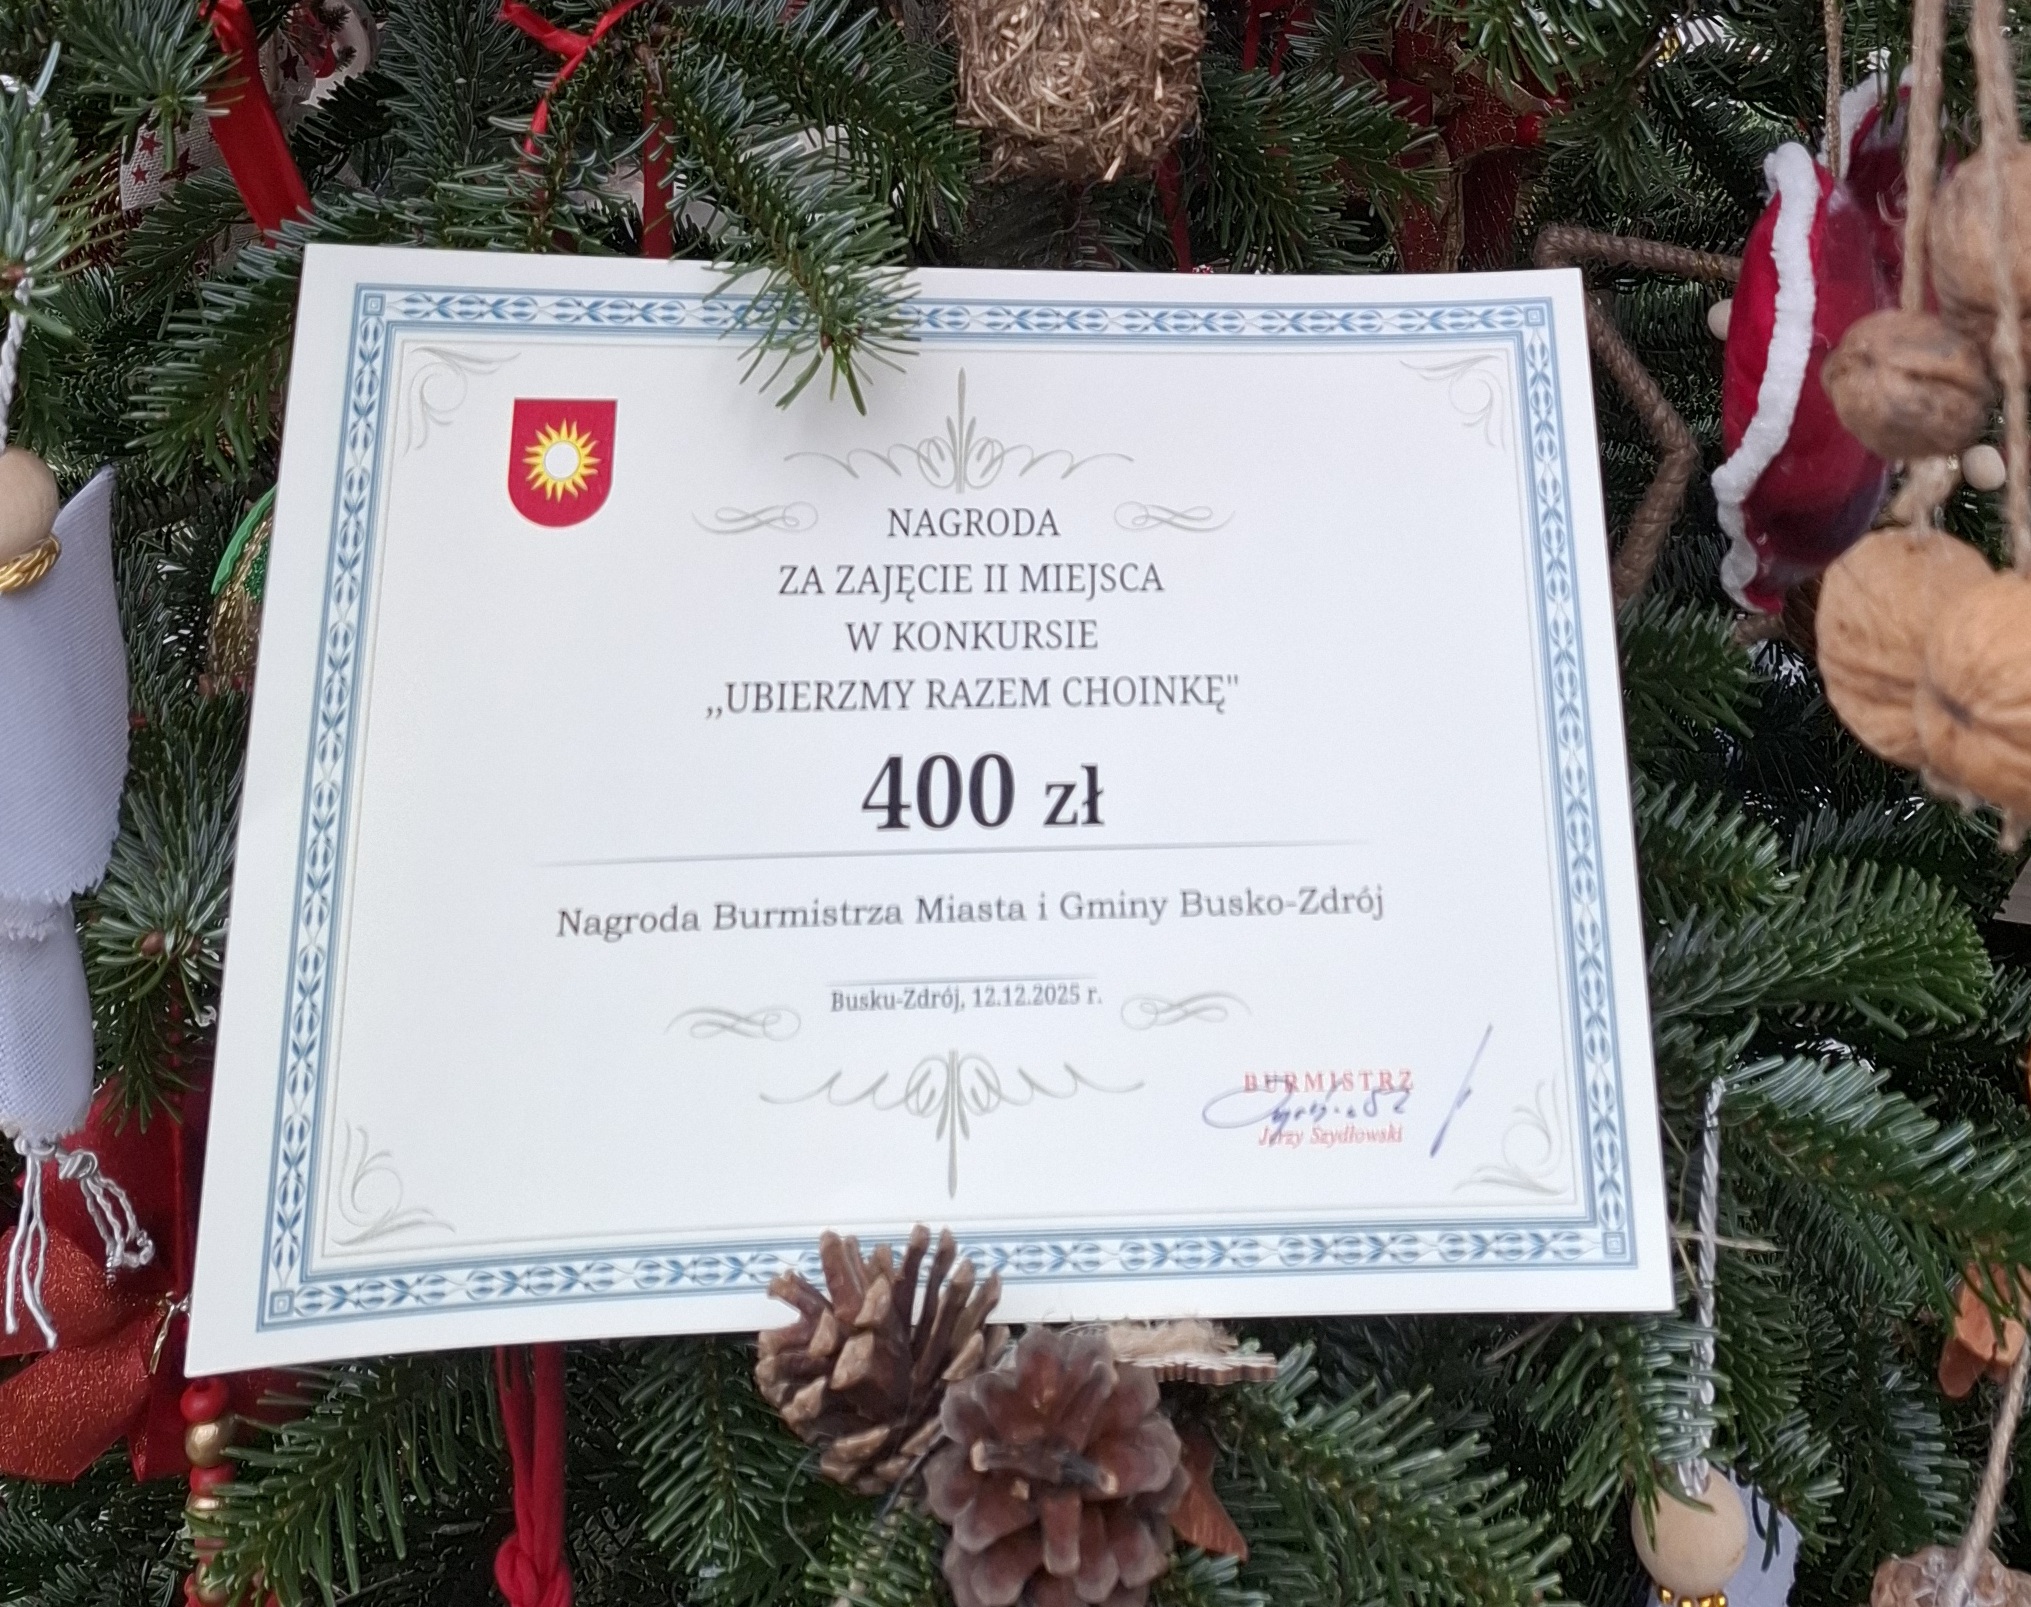 NAGRODA
ZA ZAJĘCIE II MIEJSCA
W KONKURSIE
,,UBIERZMY RAZEM CHOINKĘ"
400 zł
Nagroda Burmistrza Miasta i Gminy Busko-Zdrój
Busku-Zdrój, 12.12.2025 r.
BURMISTRZ
Jerzy Szydłowski